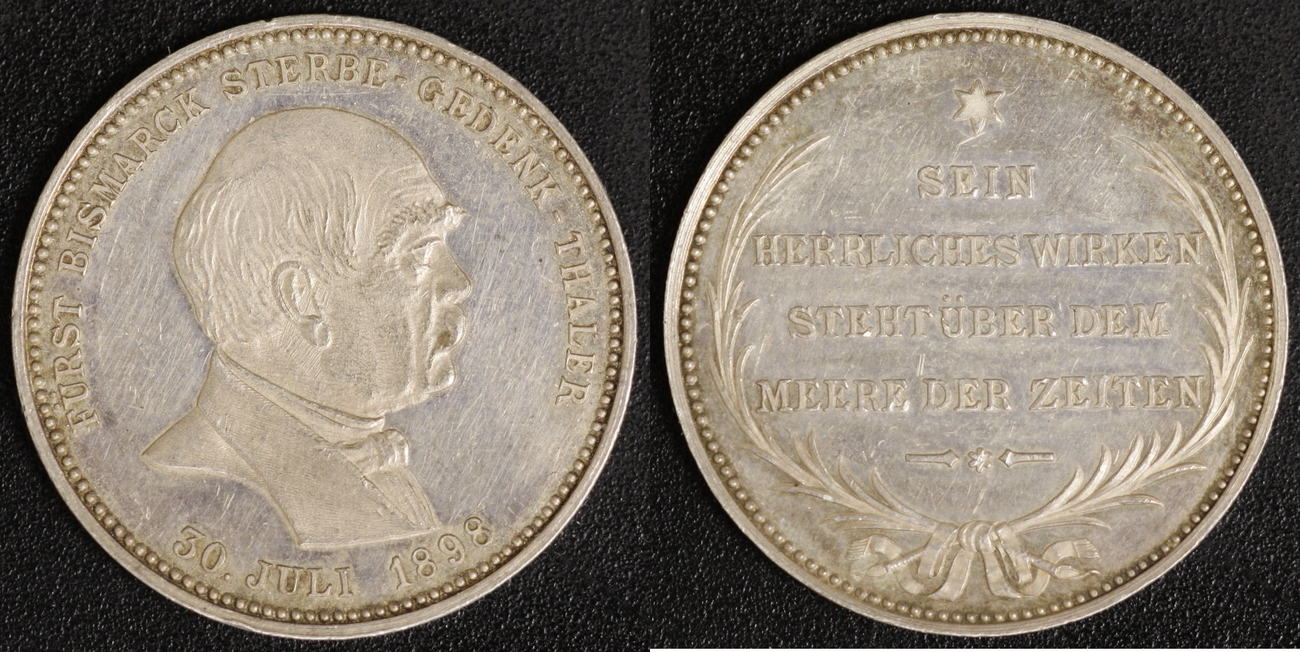 FÜRST BISMARCK STERBE-GEDENK-THALER
30. JULI 1898
SEIN
HERRLICHES WIRKEN
STEHT ÜBER DEM
MEERE DER ZEITEN